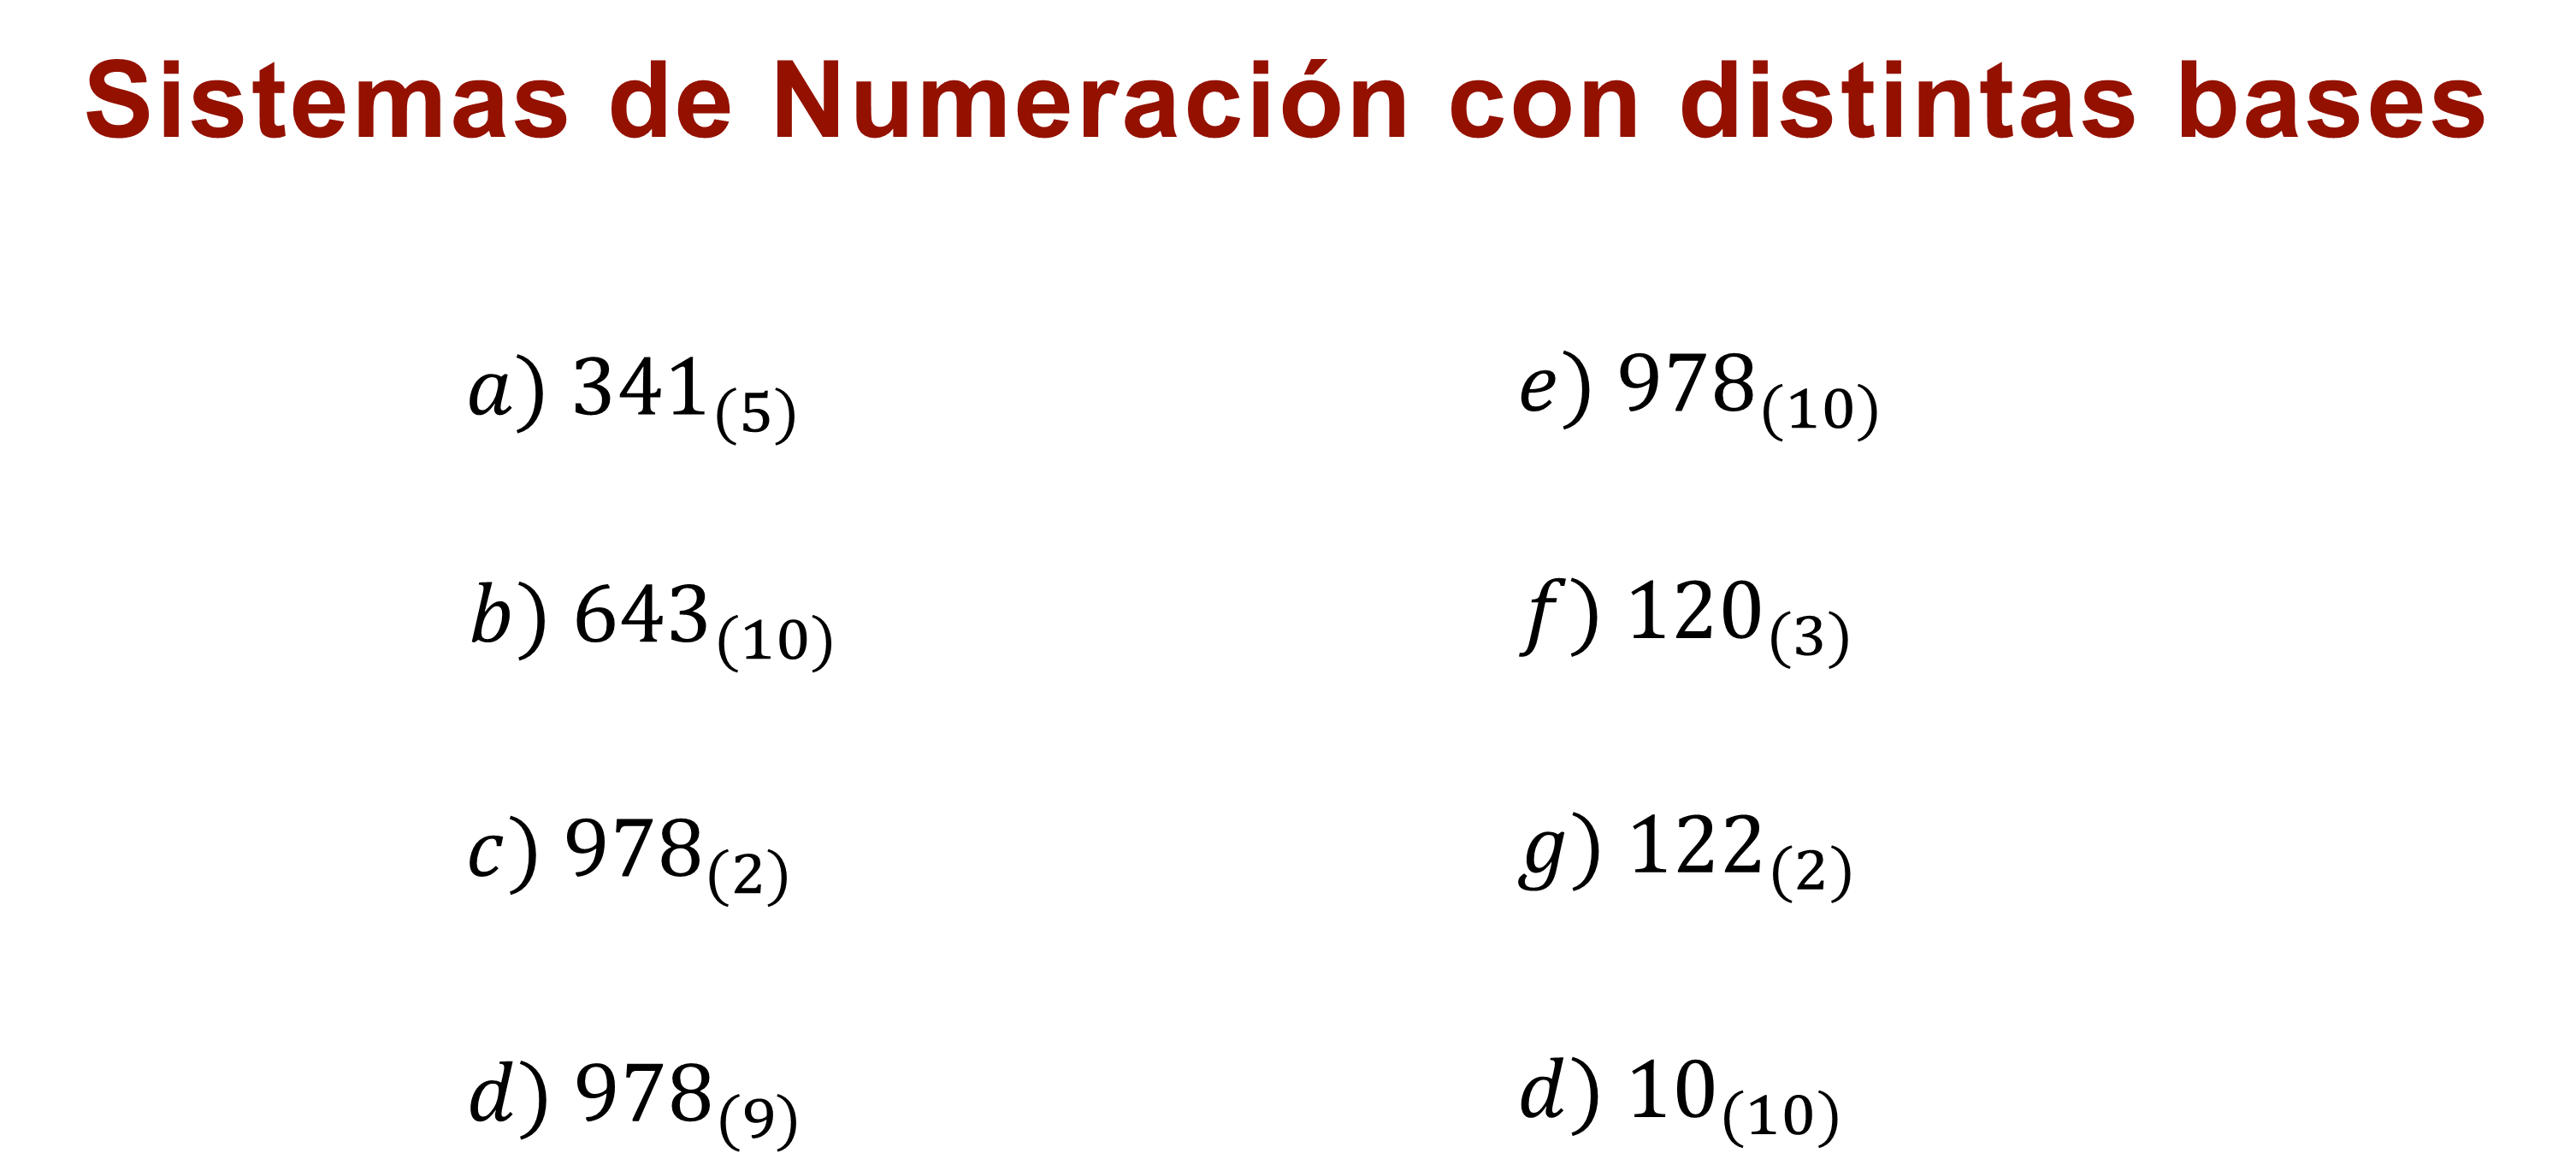 Sistemas de Numeración con distintas bases
a) 341(5)
b) 643(10)
c) 978(2)
d) 978(9)
e) 978(10)
f) 120(3)
g) 122(2)
d) 10(10)